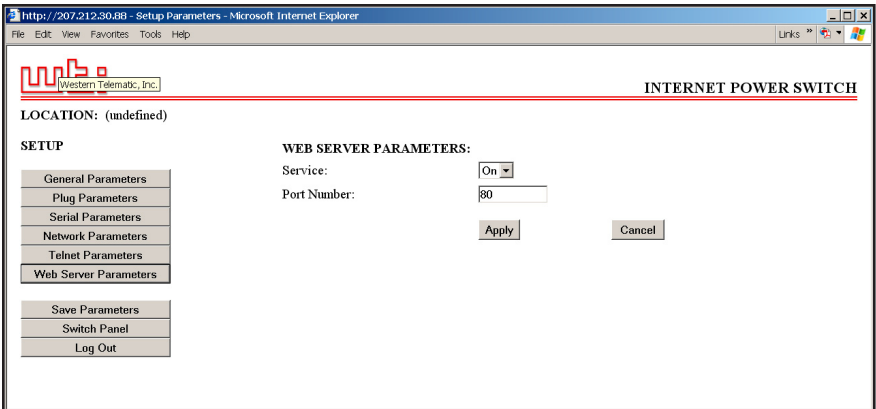 http://207.212.30.88 - Setup Parameters - Microsoft Internet Explorer
File Edit View Favorites Tools Help Links »
wti
Western Telematic, Inc.
INTERNET POWER SWITCH
LOCATION: (undefined)
SETUP
WEB SERVER PARAMETERS:
Service: On
Port Number: 80
Apply Cancel
General Parameters
Plug Parameters
Serial Parameters
Network Parameters
Telnet Parameters
Web Server Parameters
Save Parameters
Switch Panel
Log Out